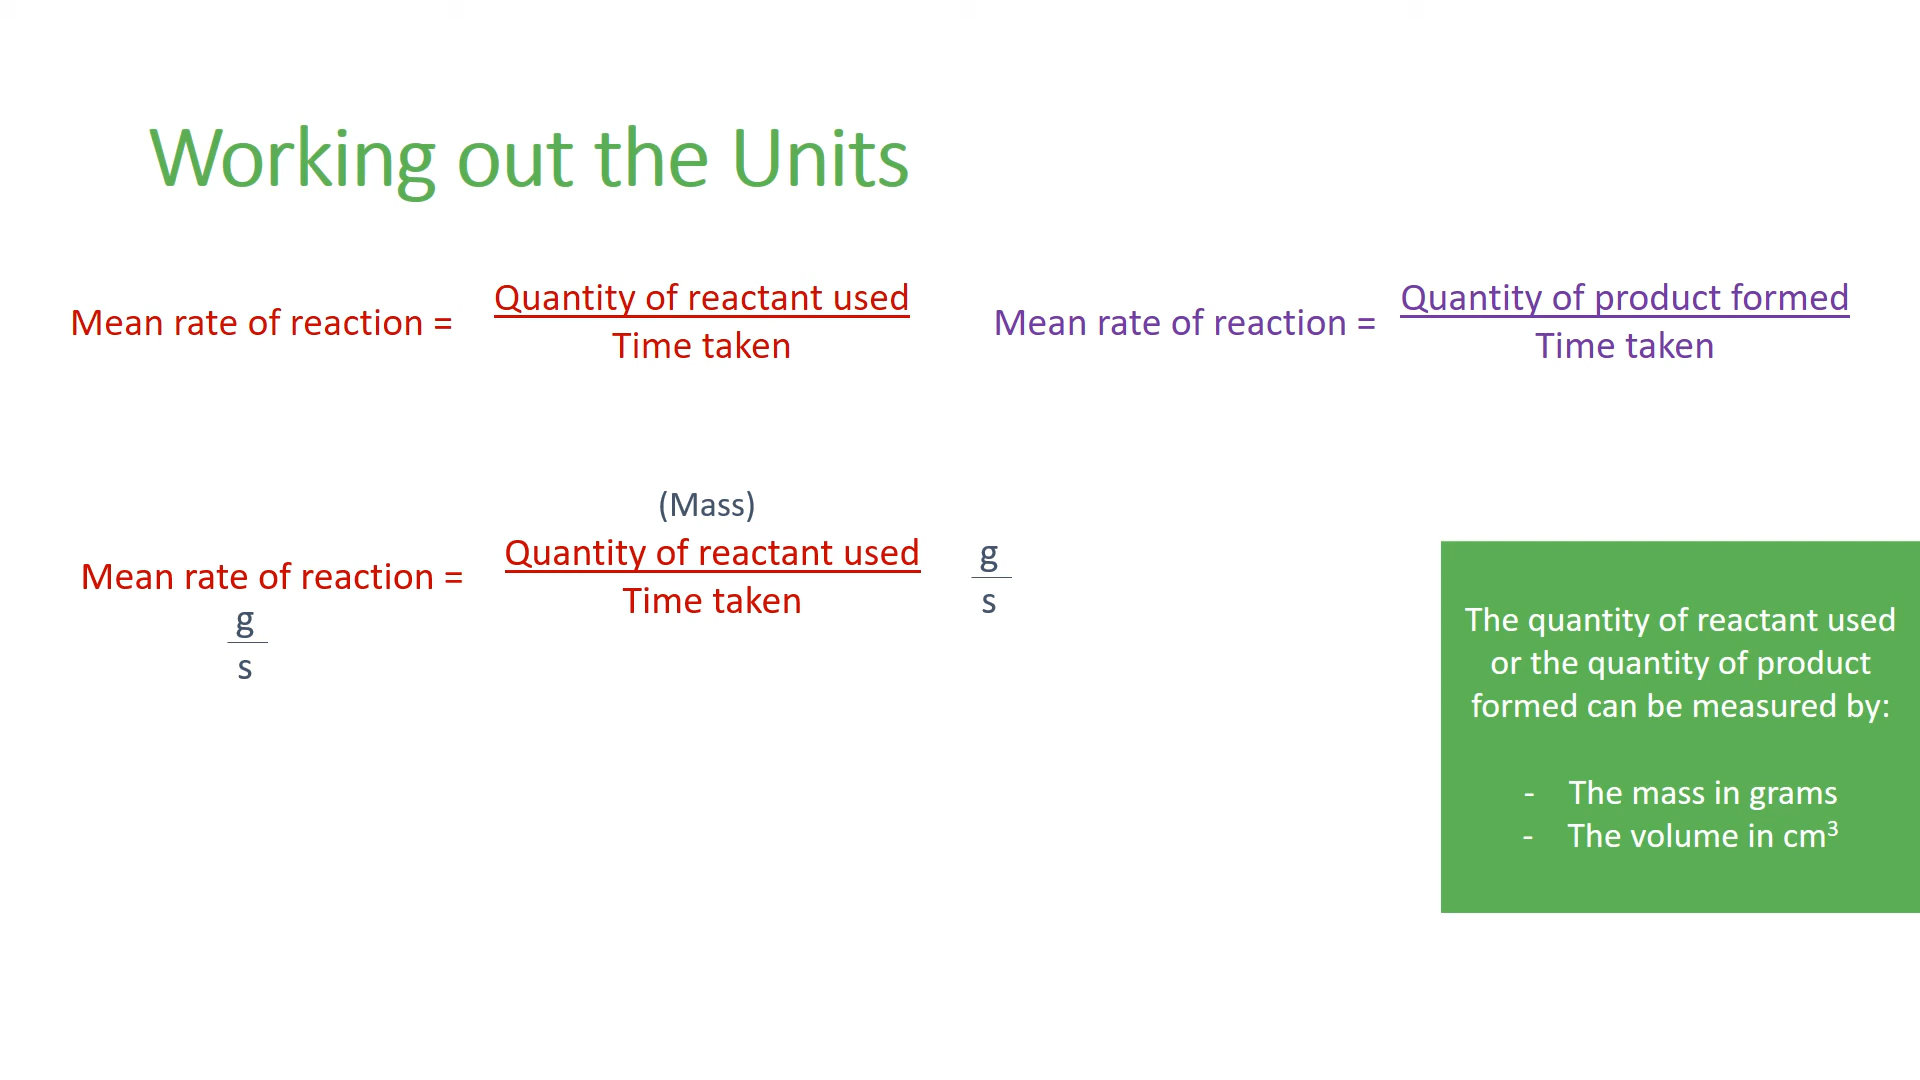 Working out the Units
Mean rate of reaction =
Quantity of reactant used
Time taken
Mean rate of reaction =
Quantity of product formed
Time taken
(Mass)
Mean rate of reaction =
Quantity of reactant used
Time taken
g
s
g
s
The quantity of reactant used
or the quantity of product
formed can be measured by:
- The mass in grams
- The volume in cm³